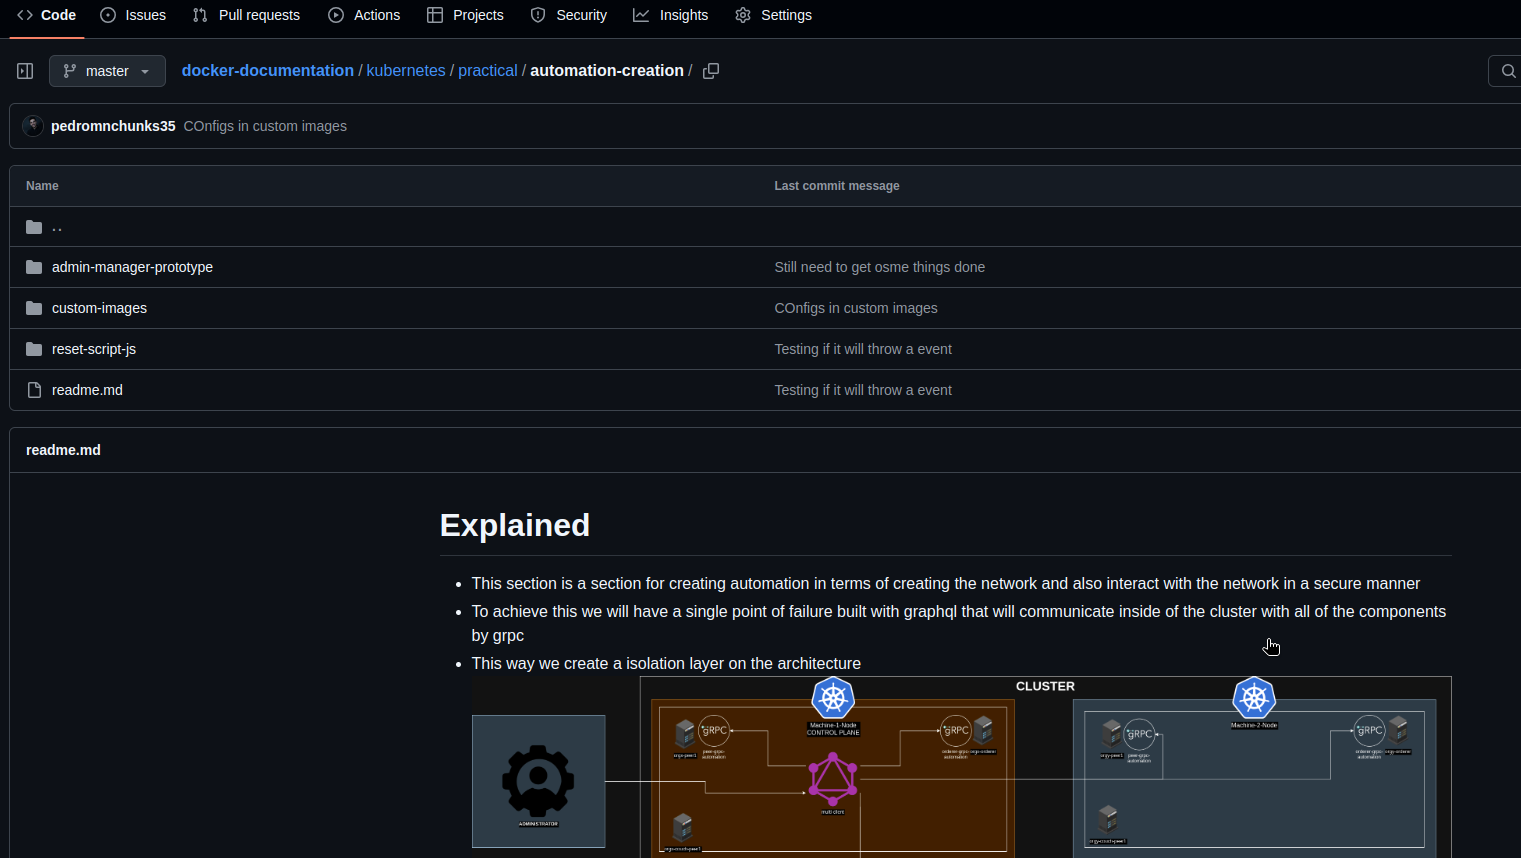 Code Issues Pull requests Actions Projects Security Insights Settings
master docker-documentation / kubernetes / practical / automation-creation /
pedromnchunks35 COnfigs in custom images
Name Last commit message
..
admin-manager-prototype Still need to get osme things done
custom-images COnfigs in custom images
reset-script-js Testing if it will throw a event
readme.md Testing if it will throw a event
readme.md
Explained
• This section is a section for creating automation in terms of creating the network and also interact with the network in a secure manner
• To achieve this we will have a single point of failure built with graphql that will communicate inside of the cluster with all of the components
by grpc
• This way we create a isolation layer on the architecture
CLUSTER
Machine-1-Node
CONTROL PLANE
Machine-2-Node
gRPC
gRPC
gRPC
gRPC
peer-grpc-
automation
peer-grpc-
automation
ADMINISTRATOR